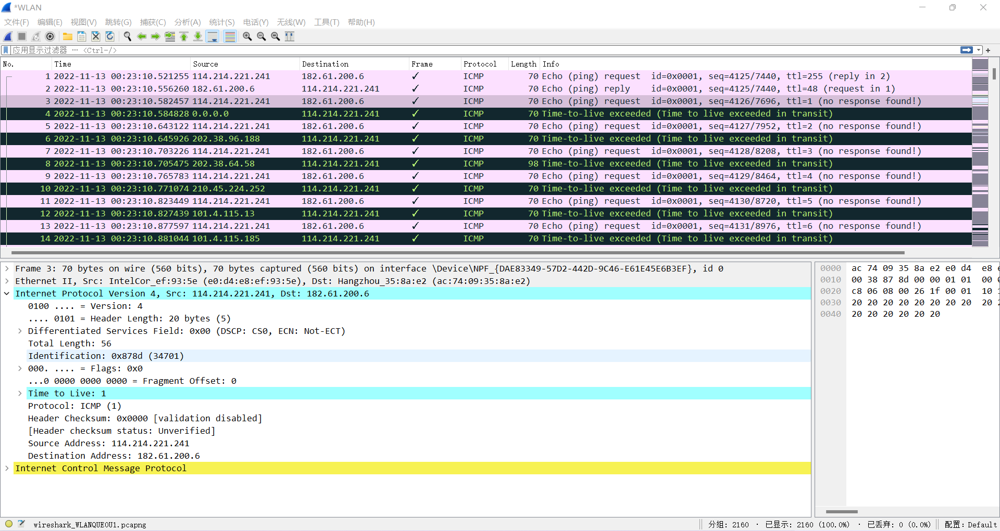 *WLAN
文件(F) 编辑(E) 视图(V) 跳转(G) 捕获(C) 分析(A) 统计(S) 电话(Y) 无线(W) 工具(T) 帮助(H)
应用显示过滤器 … <Ctrl-/>
No. Time Source Destination Frame Protocol Length Info
1 2022-11-13 00:23:10.521255 114.214.221.241 182.61.200.6 ✓ ICMP 70 Echo (ping) request id=0x0001, seq=4125/7440, ttl=255 (reply in 2)
2 2022-11-13 00:23:10.556260 182.61.200.6 114.214.221.241 ✓ ICMP 70 Echo (ping) reply id=0x0001, seq=4125/7440, ttl=48 (request in 1)
3 2022-11-13 00:23:10.582457 114.214.221.241 182.61.200.6 ✓ ICMP 70 Echo (ping) request id=0x0001, seq=4126/7696, ttl=1 (no response found!)
4 2022-11-13 00:23:10.584828 0.0.0.0 114.214.221.241 ✓ ICMP 70 Time-to-live exceeded (Time to live exceeded in transit)
5 2022-11-13 00:23:10.643122 114.214.221.241 182.61.200.6 ✓ ICMP 70 Echo (ping) request id=0x0001, seq=4127/7952, ttl=2 (no response found!)
6 2022-11-13 00:23:10.645926 202.38.96.188 114.214.221.241 ✓ ICMP 70 Time-to-live exceeded (Time to live exceeded in transit)
7 2022-11-13 00:23:10.703226 114.214.221.241 182.61.200.6 ✓ ICMP 70 Echo (ping) request id=0x0001, seq=4128/8208, ttl=3 (no response found!)
8 2022-11-13 00:23:10.705475 202.38.64.58 114.214.221.241 ✓ ICMP 98 Time-to-live exceeded (Time to live exceeded in transit)
9 2022-11-13 00:23:10.765783 114.214.221.241 182.61.200.6 ✓ ICMP 70 Echo (ping) request id=0x0001, seq=4129/8464, ttl=4 (no response found!)
10 2022-11-13 00:23:10.771074 210.45.224.252 114.214.221.241 ✓ ICMP 70 Time-to-live exceeded (Time to live exceeded in transit)
11 2022-11-13 00:23:10.823449 114.214.221.241 182.61.200.6 ✓ ICMP 70 Echo (ping) request id=0x0001, seq=4130/8720, ttl=5 (no response found!)
12 2022-11-13 00:23:10.827439 101.4.115.13 114.214.221.241 ✓ ICMP 70 Time-to-live exceeded (Time to live exceeded in transit)
13 2022-11-13 00:23:10.877597 114.214.221.241 182.61.200.6 ✓ ICMP 70 Echo (ping) request id=0x0001, seq=4131/8976, ttl=6 (no response found!)
14 2022-11-13 00:23:10.881044 101.4.115.185 114.214.221.241 ✓ ICMP 70 Time-to-live exceeded (Time to live exceeded in transit)
Frame 3: 70 bytes on wire (560 bits), 70 bytes captured (560 bits) on interface \Device\NPF_{DAE83349-57D2-442D-9C46-E61E45E6B3EF}, id 0
Ethernet II, Src: IntelCor_ef:93:5e (e0:d4:e8:ef:93:5e), Dst: Hangzhou_35:8a:e2 (ac:74:09:35:8a:e2)
Internet Protocol Version 4, Src: 114.214.221.241, Dst: 182.61.200.6
0100 .... = Version: 4
.... 0101 = Header Length: 20 bytes (5)
Differentiated Services Field: 0x00 (DSCP: CS0, ECN: Not-ECT)
Total Length: 56
Identification: 0x878d (34701)
000. .... = Flags: 0x0
...0 0000 0000 0000 = Fragment Offset: 0
Time to Live: 1
Protocol: ICMP (1)
Header Checksum: 0x0000 [validation disabled]
[Header checksum status: Unverified]
Source Address: 114.214.221.241
Destination Address: 182.61.200.6
Internet Control Message Protocol
0000 ac 74 09 35 8a e2 e0 d4 e8
0010 00 38 87 8d 00 00 01 01 00
0020 c8 06 08 00 26 1f 00 01 10
0030 20 20 20 20 20 20 20 20 20
0040 20 20 20 20 20 20
wireshark_WLANQUEOU1.pcapng
分组: 2160 · 已显示: 2160 (100.0%) · 已丢弃: 0 (0.0%)
配置: Default